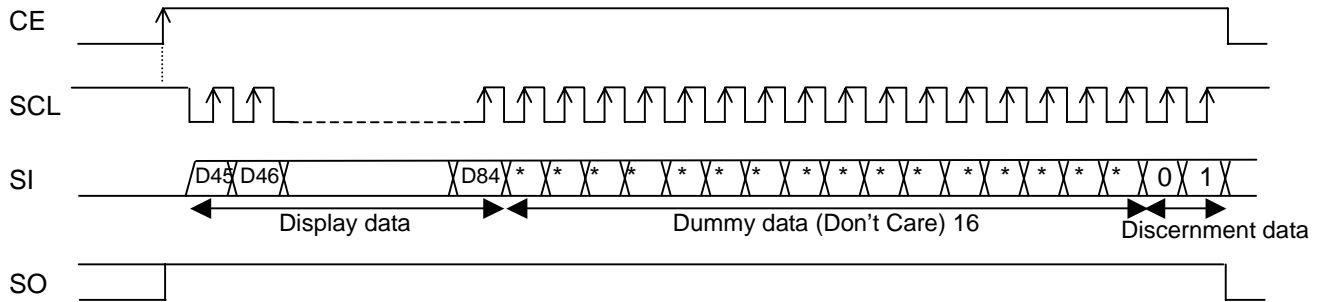 CE
SCL
SI D45 D46 D84 * * * * * * * * * * * * * * * * 0 1
Display data Dummy data (Don't Care) 16 Discernment data
SO